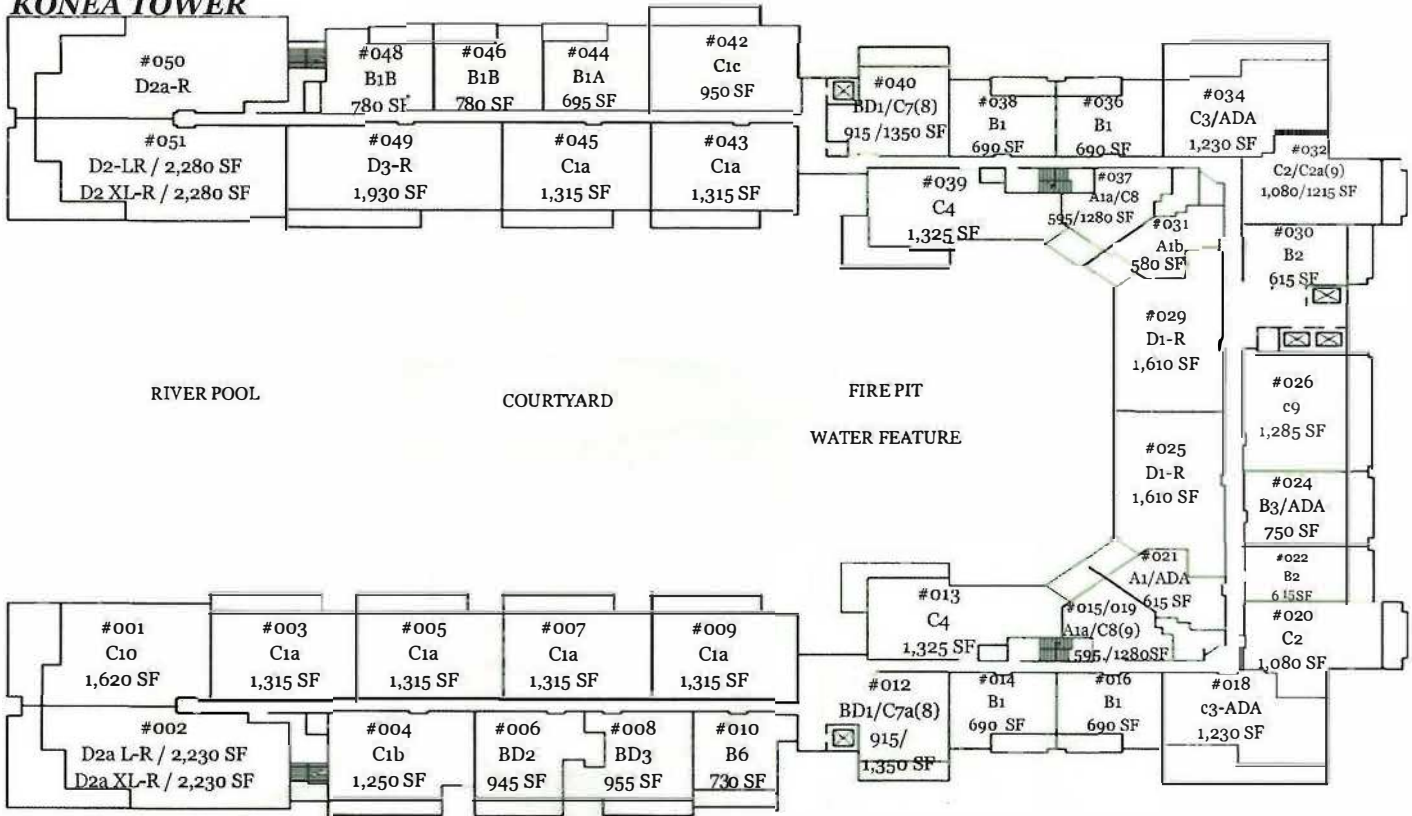 KONEA TOWER
#050
D2a-R
#048
B1B
780 SF
#046
B1B
780 SF
#044
B1A
695 SF
#042
C1c
950 SF
#040
BD1/C7(8)
915 /1350 SF
#038
B1
690 SF
#036
B1
690 SF
#034
C3/ADA
1,230 SF
#032
C2/C2a(9)
1,080/1215 SF
#051
D2-LR / 2,280 SF
D2 XL-R / 2,280 SF
#049
D3-R
1,930 SF
#045
C1a
1,315 SF
#043
C1a
1,315 SF
#039
C4
1,325 SF
#037
A1a/C8
595/1280 SF
#031
A1b
580 SF
#030
B2
615 SF
#029
D1-R
1,610 SF
RIVER POOL
COURTYARD
FIRE PIT
WATER FEATURE
#026
c9
1,285 SF
#025
D1-R
1,610 SF
#024
B3/ADA
750 SF
#022
B2
615SF
#021
A1/ADA
615 SF
#020
C2
1,080 SF
#001
C10
1,620 SF
#003
C1a
1,315 SF
#005
C1a
1,315 SF
#007
C1a
1,315 SF
#009
C1a
1,315 SF
#013
C4
1,325 SF
#015/019
A1a/C8(9)
595/1280SF
#002
D2a L-R / 2,230 SF
D2a XL-R / 2,230 SF
#004
C1b
1,250 SF
#006
BD2
945 SF
#008
BD3
955 SF
#010
B6
730 SF
#012
BD1/C7a(8)
915/
1,350 SF
#014
B1
690 SF
#016
B1
690 SF
#018
c3-ADA
1,230 SF